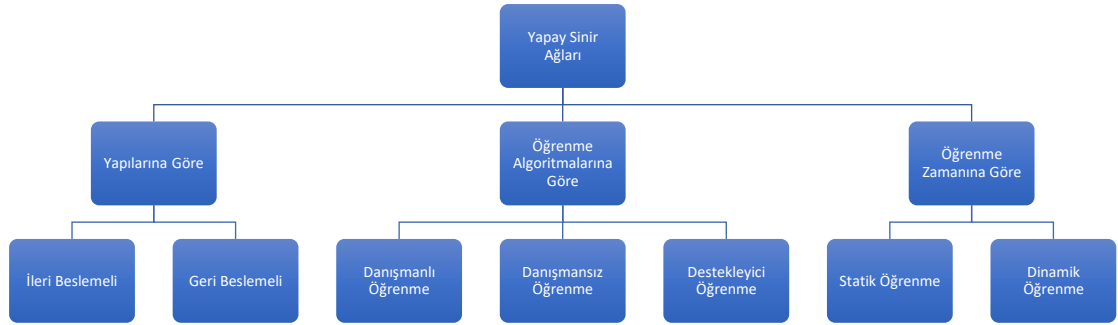 Yapay Sinir
Ağları
Yapılarına Göre
Öğrenme
Algoritmalarına
Göre
Öğrenme
Zamanına Göre
İleri Beslemeli
Geri Beslemeli
Danışmanlı
Öğrenme
Danışmansız
Öğrenme
Destekleyici
Öğrenme
Statik Öğrenme
Dinamik
Öğrenme